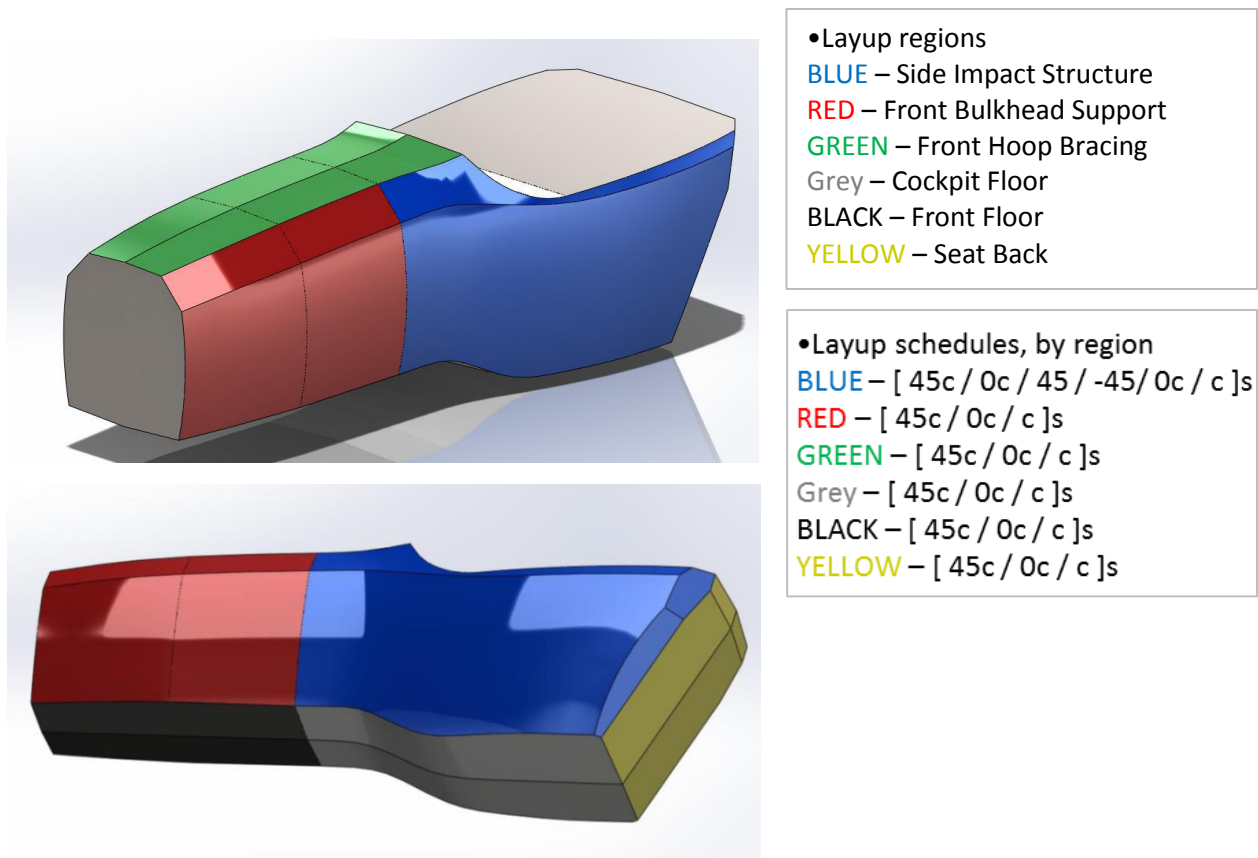 •Layup regions
BLUE – Side Impact Structure
RED – Front Bulkhead Support
GREEN – Front Hoop Bracing
Grey – Cockpit Floor
BLACK – Front Floor
YELLOW – Seat Back
•Layup schedules, by region
BLUE – [ 45c / 0c / 45 / -45/ 0c / c ]s
RED – [ 45c / 0c / c ]s
GREEN – [ 45c / 0c / c ]s
Grey – [ 45c / 0c / c ]s
BLACK – [ 45c / 0c / c ]s
YELLOW – [ 45c / 0c / c ]s